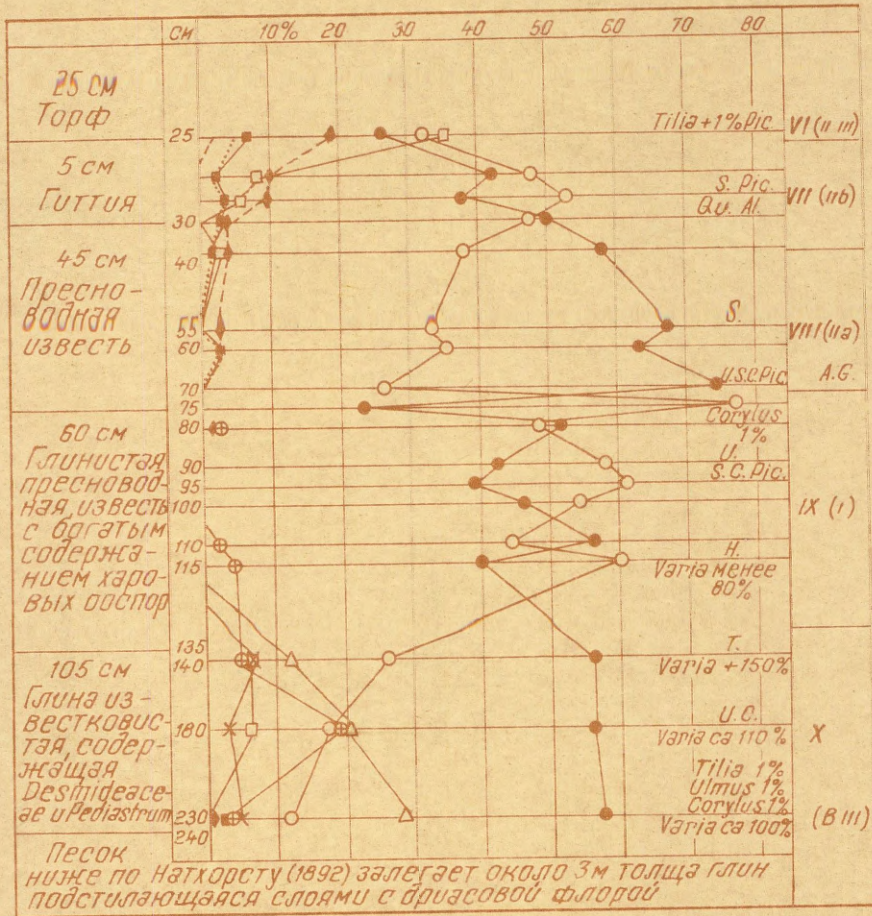 см 10% 20 30 40 50 60 70 80
25 см
Торф
25
Tilia + 1% Pic.
VI (II III)
5 см
Гиттия
30
S. Pic.
Qu. Al.
VII (IIб)
45 см
Пресно-
водная
известь
40
55
60
70
S.
U.S.C.Pic
VIII (IIа)
A.G.
60 см
Глинистая
пресновод-
ная, известь
с богатым
содержа-
нием харо-
вых ооспор
75
80
90
95
100
110
115
135
Corylus
1%
U.
S.C. Pic.
H.
Varia менее
80%
IX (I)
105 см
Глина из-
вестковис-
тая, содер-
жащая
Desmideace-
ae и Pediastrum
140
180
230
240
T.
Varia + 150%
U.C.
Varia ca 110 %
Tilia 1%
Ulmus 1%
Corylus 1%
Varia ca 100%
X
(B III)
Песок
ниже по Натхорсту (1892) залегает около 3м толща глин
подстилающаяся слоями с дриасовой флорой